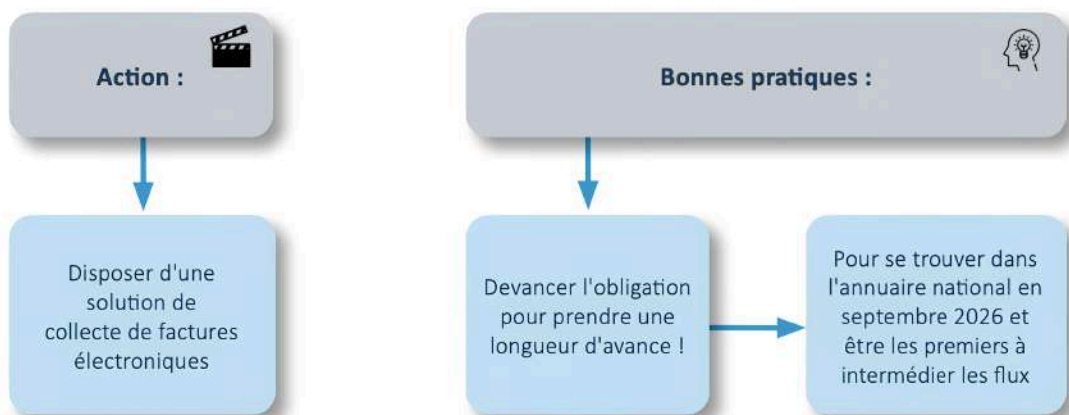 Action :
Bonnes pratiques :
Disposer d'une
solution de
collecte de factures
électroniques
Devancer l'obligation
pour prendre une
longueur d'avance !
Pour se trouver dans
l'annuaire national en
septembre 2026 et
être les premiers à
intermédier les flux